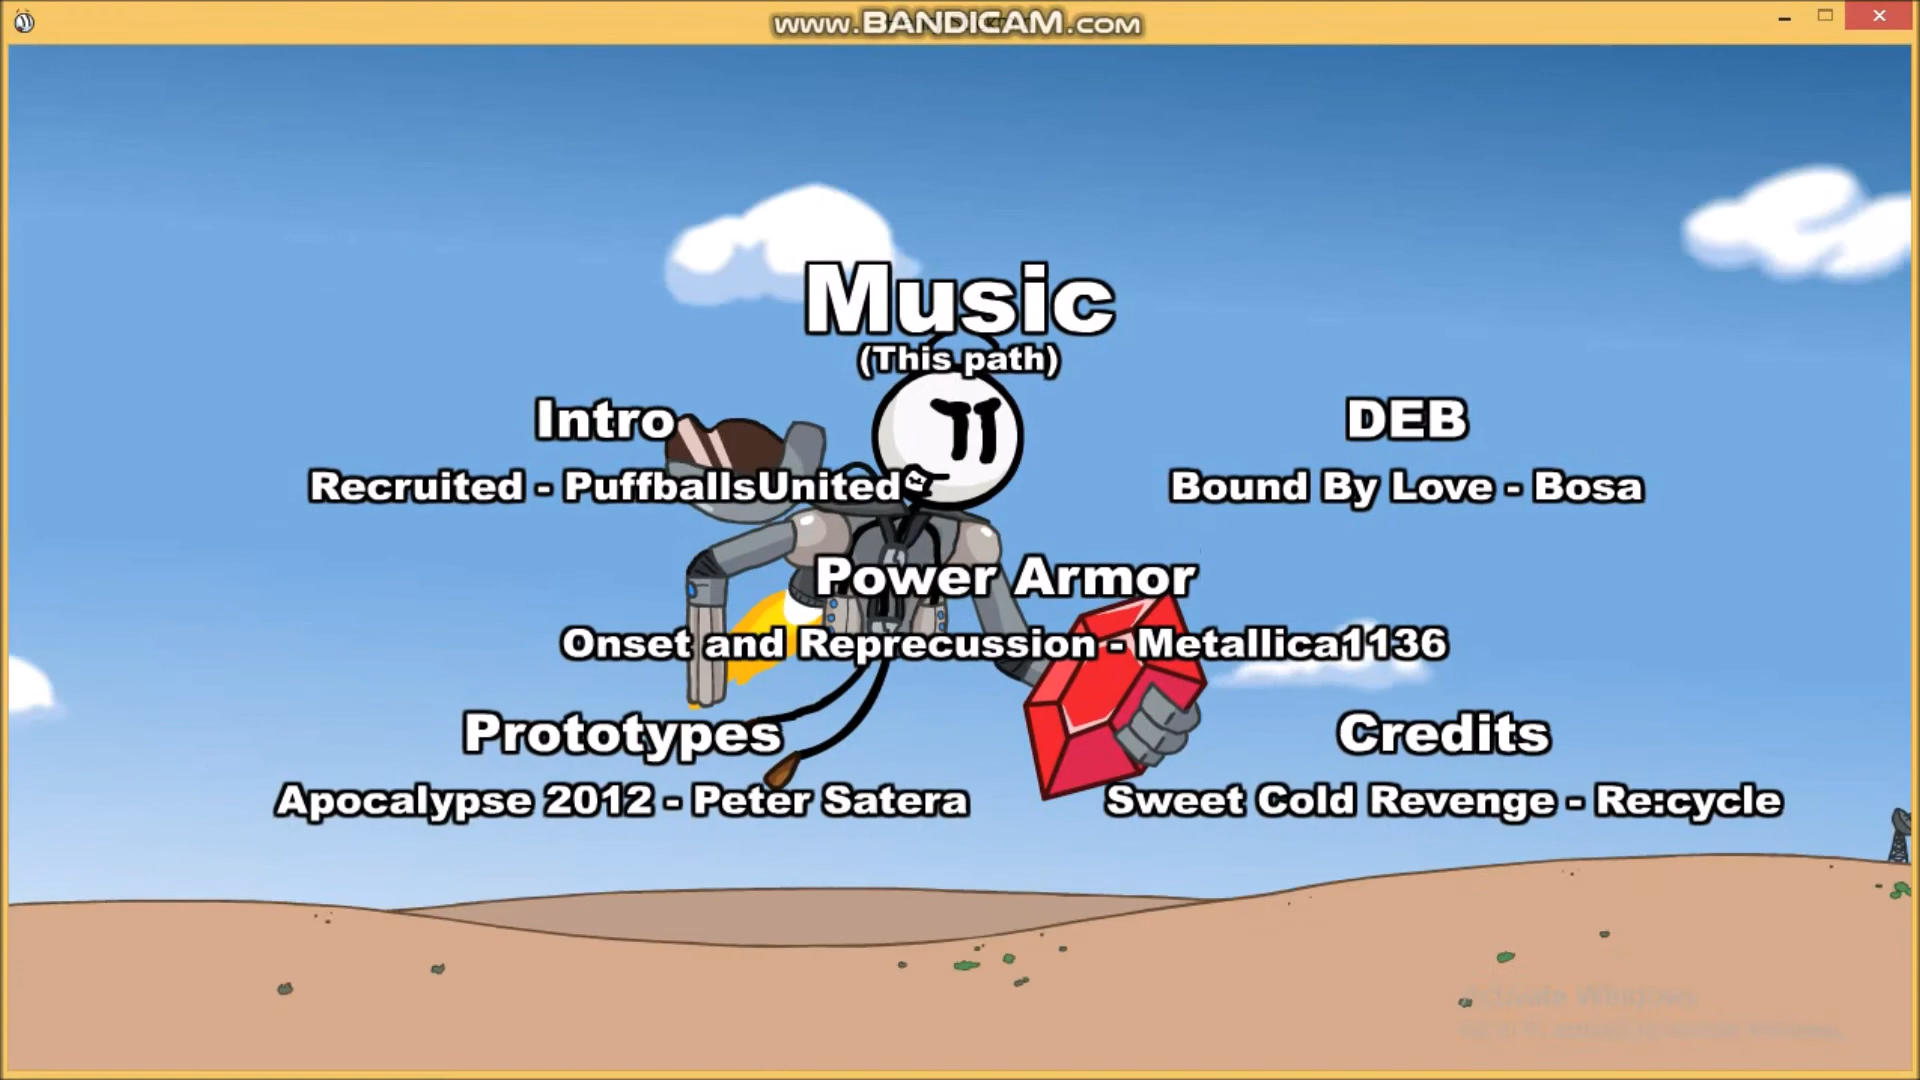 www.BANDICAM.com
Music
(This path)
Intro
DEB
Recruited - PuffballsUnited
Bound By Love - Bosa
Power Armor
Onset and Reprecussion - Metallica1136
Prototypes
Credits
Apocalypse 2012 - Peter Satera
Sweet Cold Revenge - Re:cycle